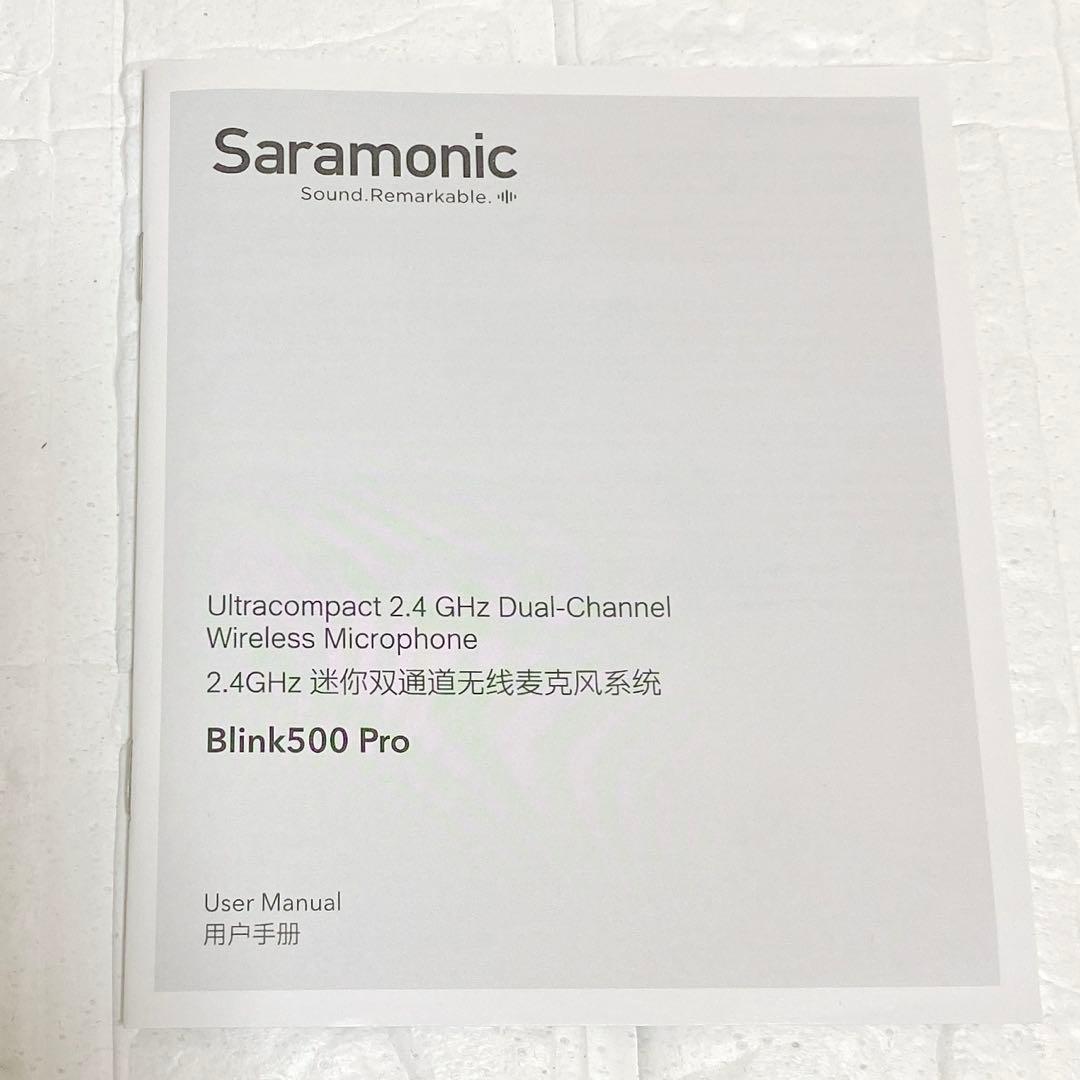 Saramonic
Sound.Remarkable.
Ultracompact 2.4 GHz Dual-Channel
Wireless Microphone
2.4GHz 迷你双通道无线麦克风系统
Blink500 Pro
User Manual
用户手册